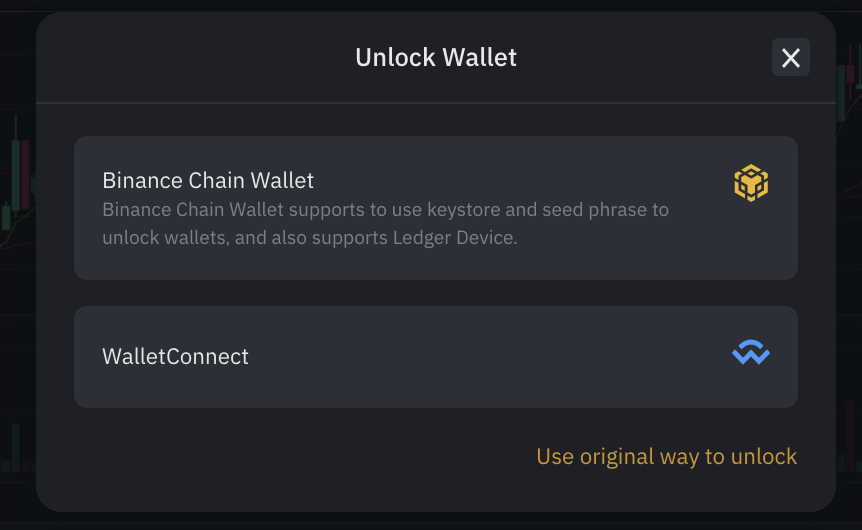 Unlock Wallet
Binance Chain Wallet
Binance Chain Wallet supports to use keystore and seed phrase to
unlock wallets, and also supports Ledger Device.
WalletConnect
Use original way to unlock